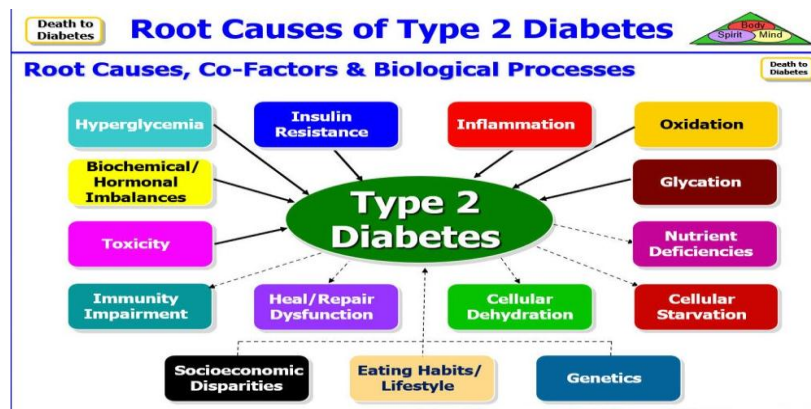 Death to
Diabetes
Root Causes of Type 2 Diabetes
Body
Spirit
Mind
Root Causes, Co-Factors & Biological Processes
Death to
Diabetes
Hyperglycemia
Insulin
Resistance
Inflammation
Oxidation
Biochemical/
Hormonal
Imbalances
Type 2
Diabetes
Glycation
Toxicity
Nutrient
Deficiencies
Immunity
Impairment
Heal/Repair
Dysfunction
Cellular
Dehydration
Cellular
Starvation
Socioeconomic
Disparities
Eating Habits/
Lifestyle
Genetics